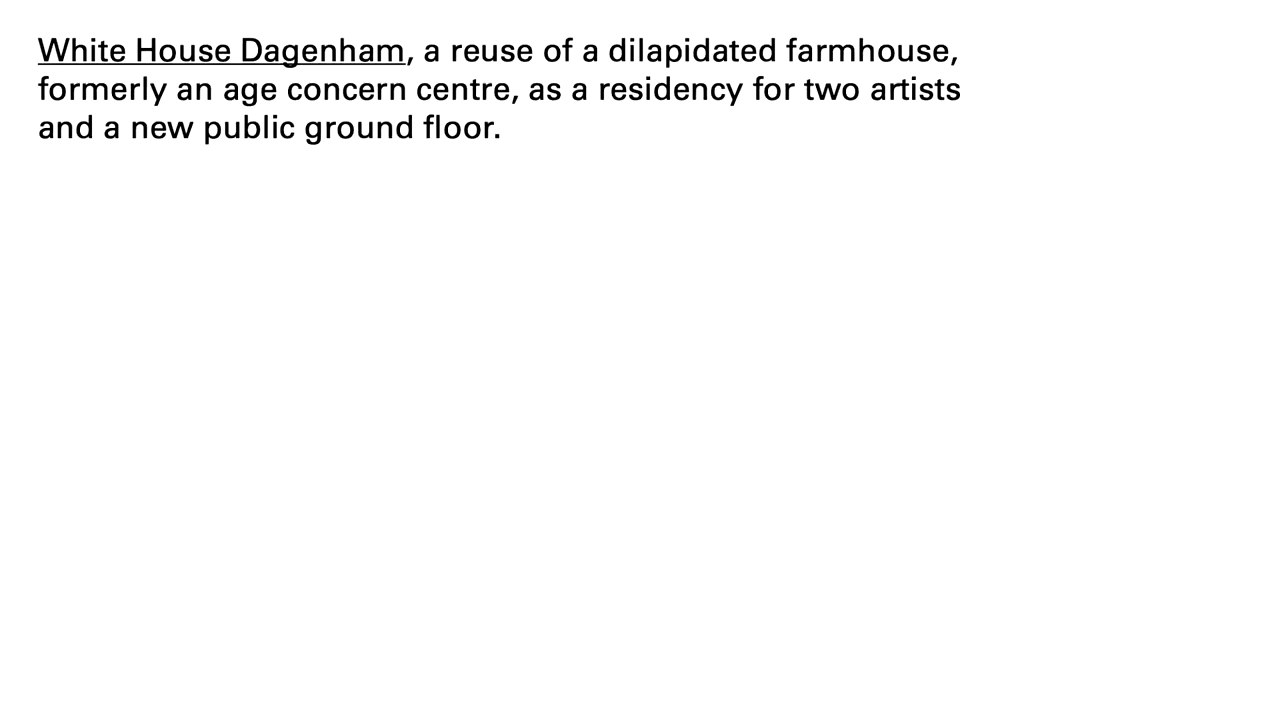 White House Dagenham, a reuse of a dilapidated farmhouse,
formerly an age concern centre, as a residency for two artists
and a new public ground floor.